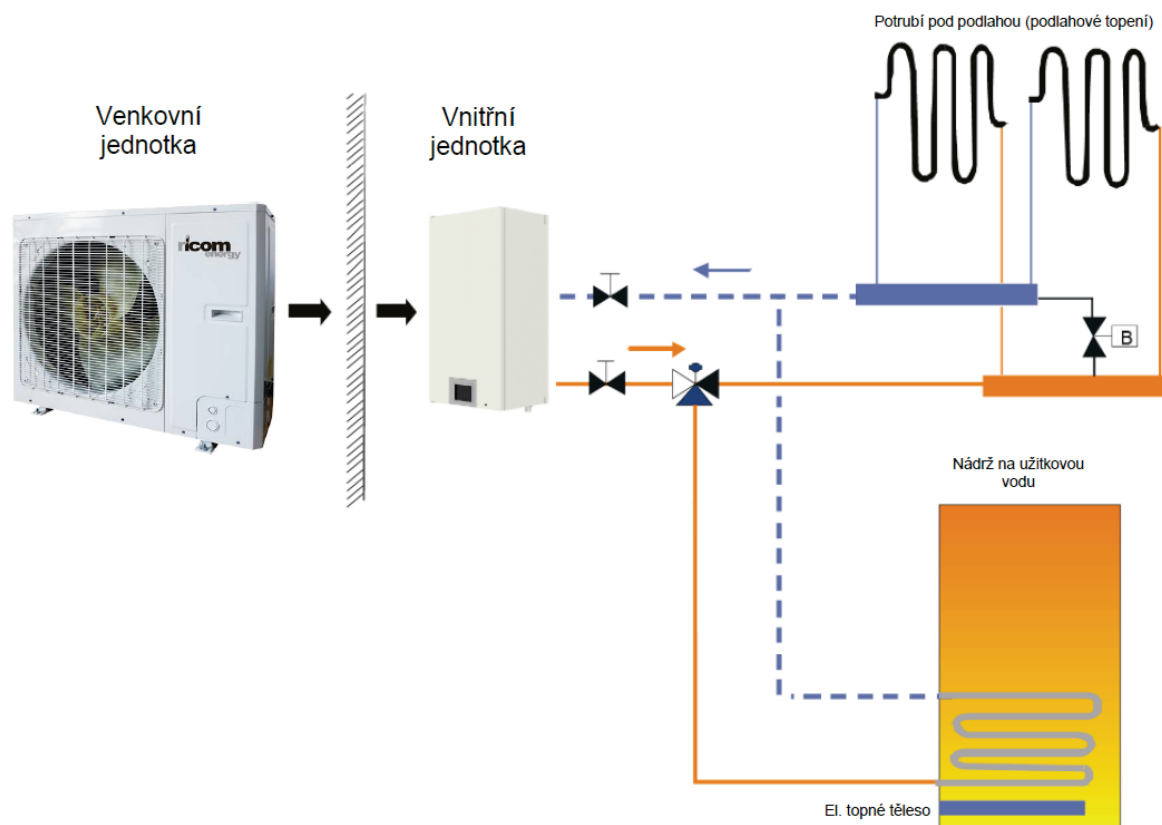 Potrubí pod podlahou (podlahové topení)
Venkovní
jednotka
Vnitřní
jednotka
ricom
energy
B
Nádrž na užitkovou
vodu
El. topné těleso